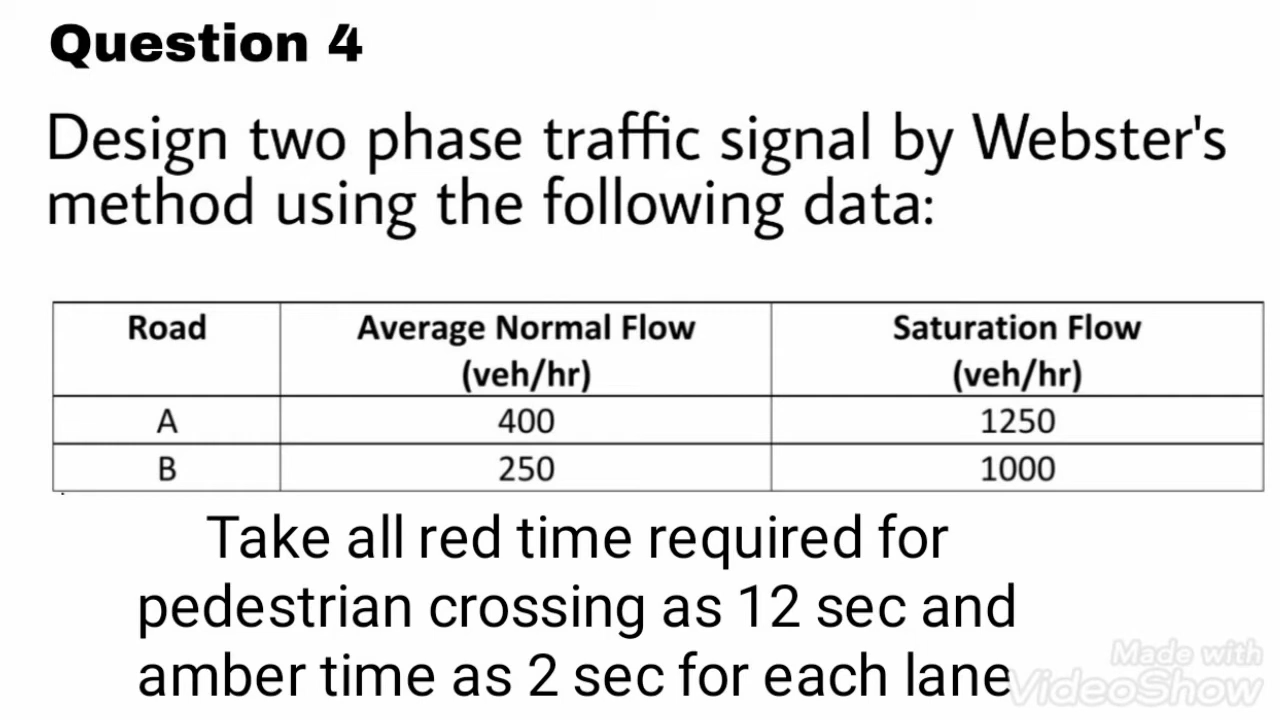 Question 4
Design two phase traffic signal by Webster's
method using the following data:
Road Average Normal Flow Saturation Flow
(veh/hr) (veh/hr)
A 400 1250
B 250 1000
Take all red time required for
pedestrian crossing as 12 sec and
amber time as 2 sec for each lane
Made with
VideoShow